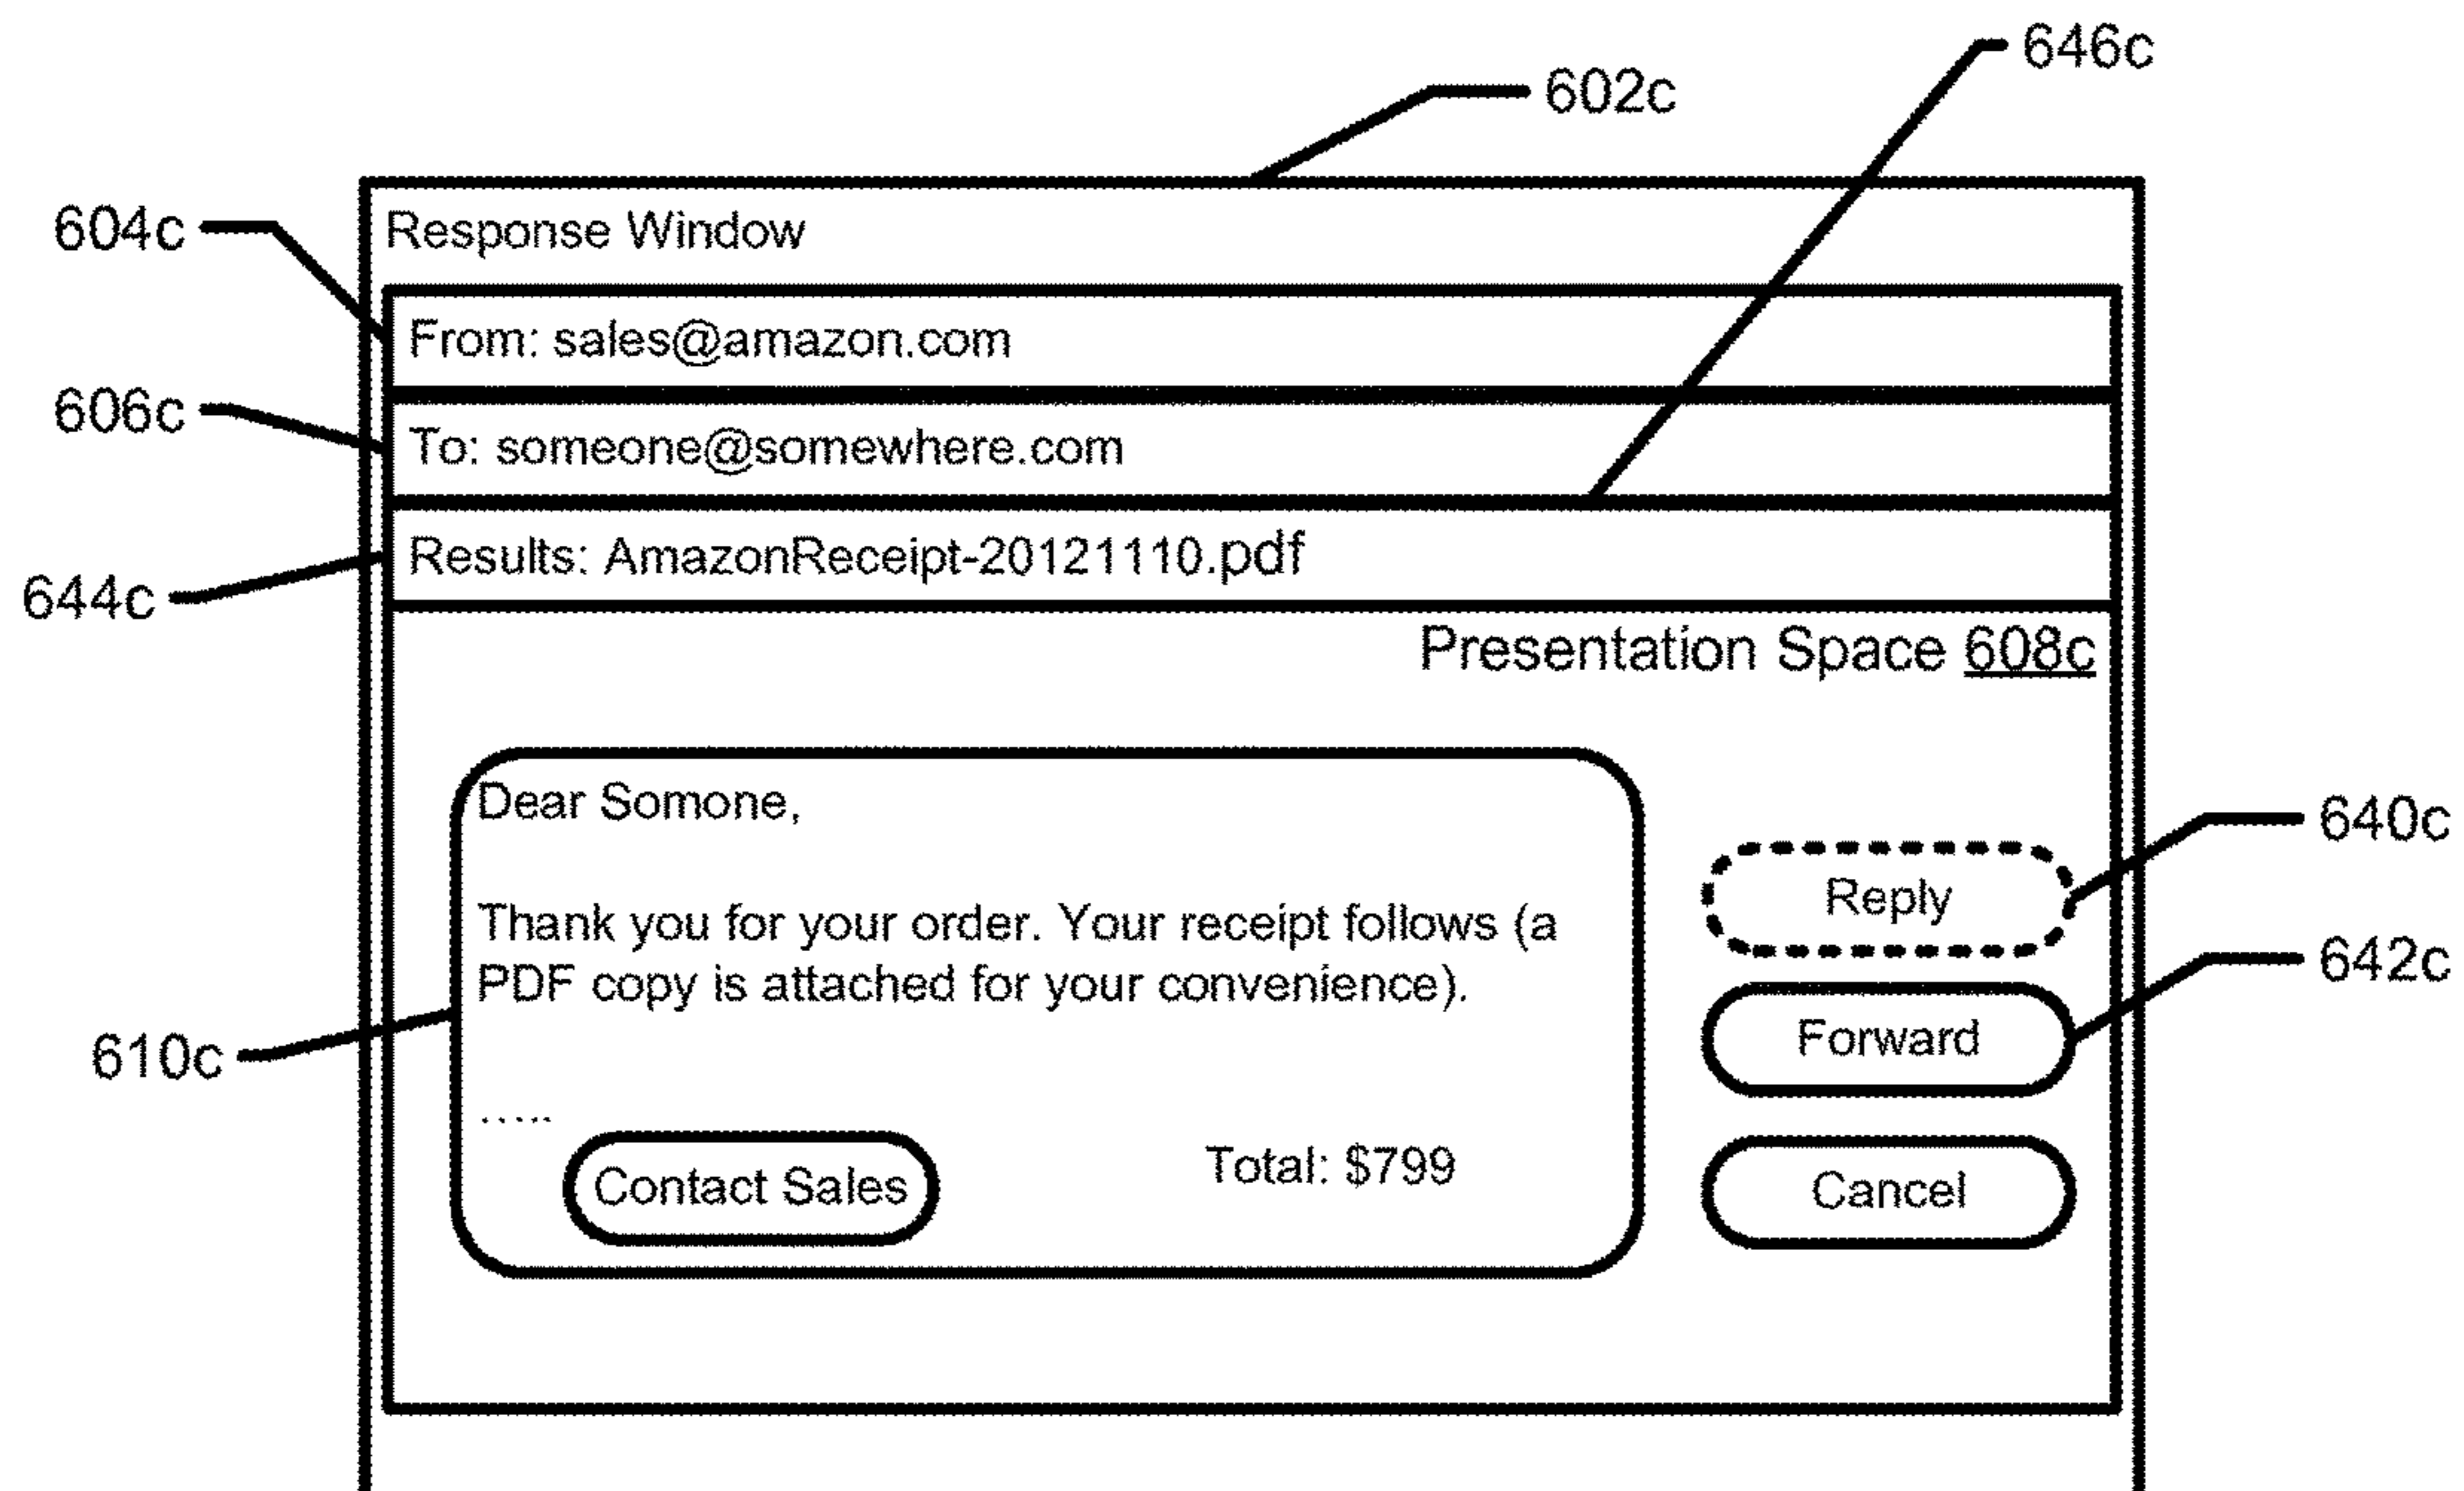 646c
602c
604c
Response Window
From: sales@amazon.com
606c
To: someone@somewhere.com
Results: AmazonReceipt-20121110.pdf
644c
Presentation Space 608c
Dear Somone,
640c
Reply
Thank you for your order. Your receipt follows (a
PDF copy is attached for your convenience).
642c
Forward
610c
.....
Total: $799
Contact Sales
Cancel